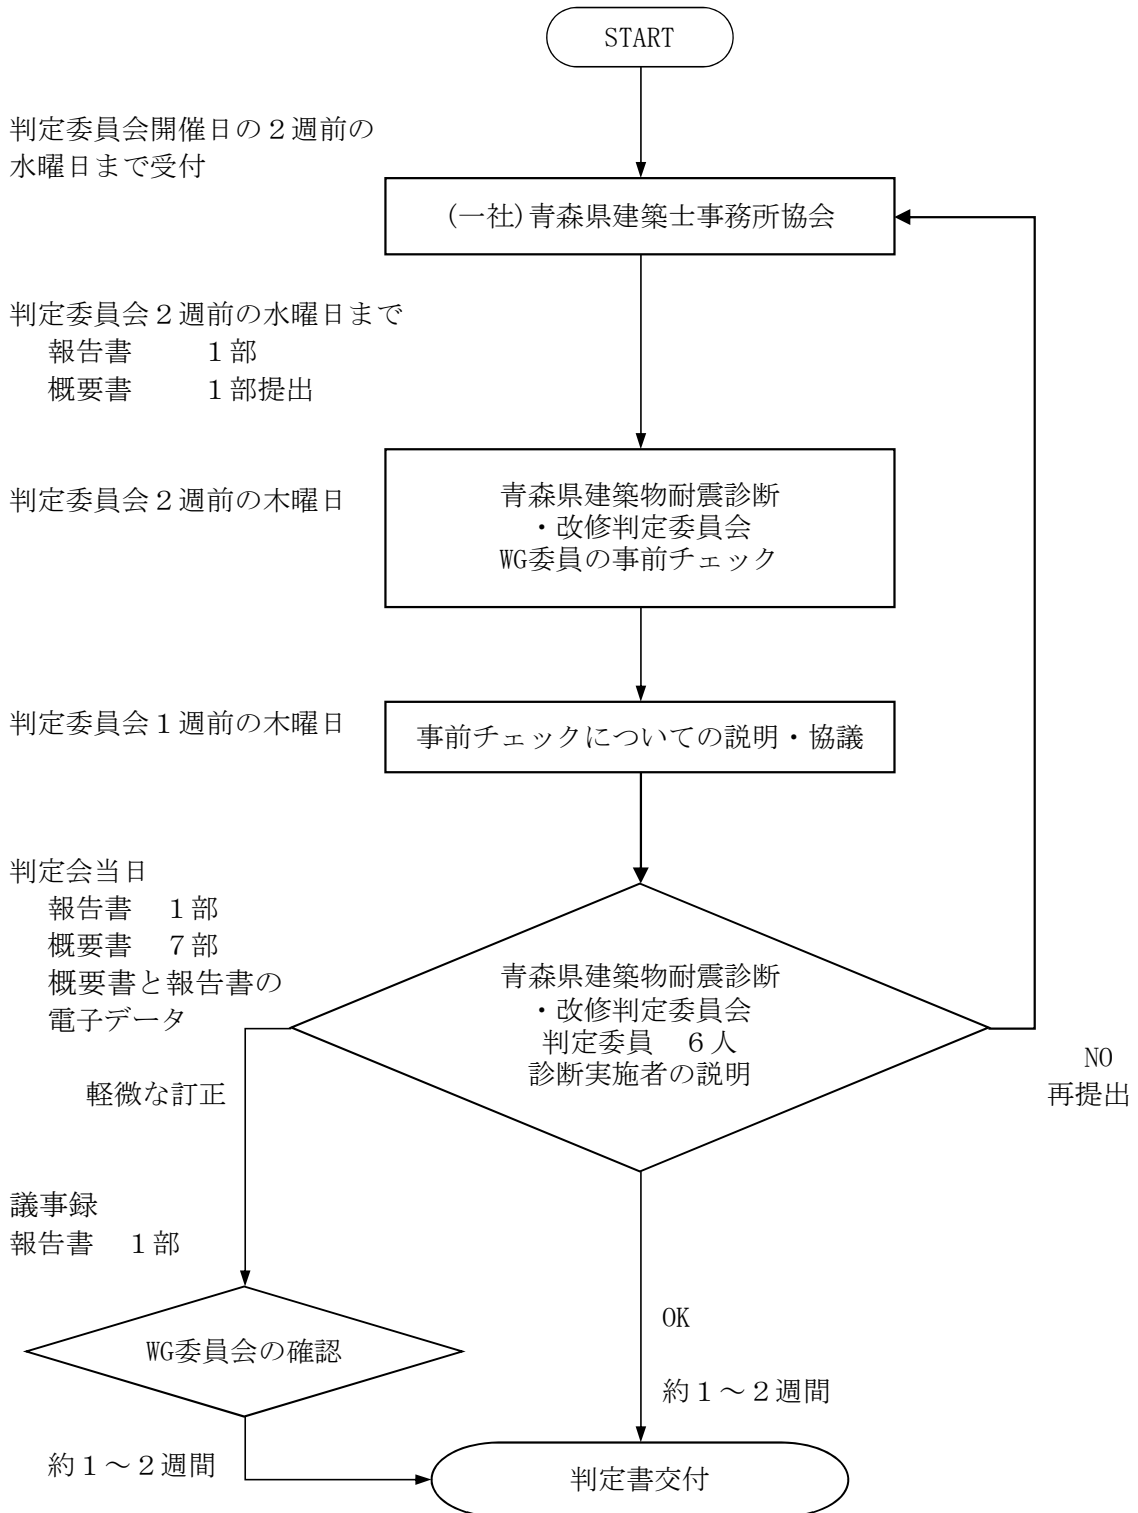 START
判定委員会開催日の２週前の
水曜日まで受付
(一社)青森県建築士事務所協会
判定委員会２週前の水曜日まで
報告書　　１部
概要書　　１部提出
判定委員会２週前の木曜日
青森県建築物耐震診断
・改修判定委員会
WG委員の事前チェック
判定委員会１週前の木曜日
事前チェックについての説明・協議
判定会当日
報告書　１部
概要書　７部
概要書と報告書の
電子データ
青森県建築物耐震診断
・改修判定委員会
判定委員　６人
診断実施者の説明
NO
再提出
軽微な訂正
議事録
報告書　１部
WG委員会の確認
OK
約１～２週間
約１～２週間
判定書交付